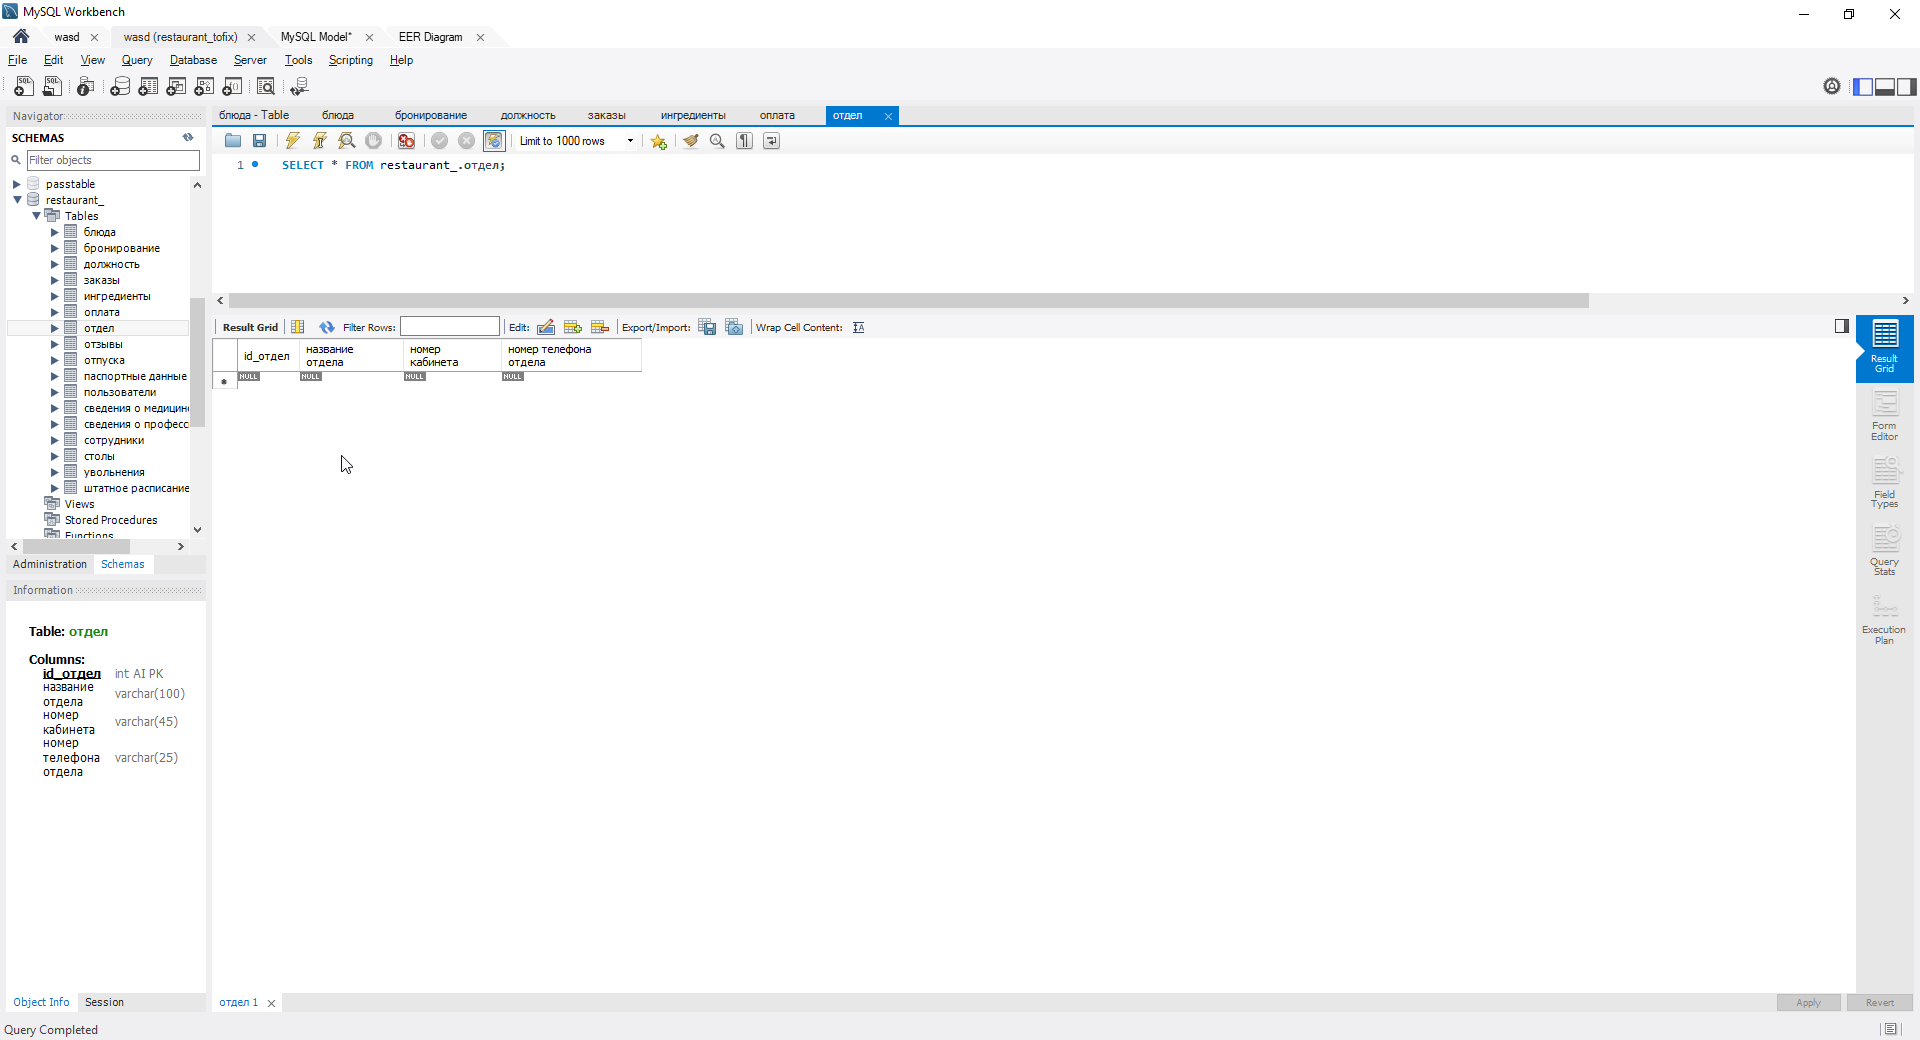 MySQL Workbench
wasd
wasd (restaurant_tofix)
MySQL Model*
EER Diagram
File Edit View Query Database Server Tools Scripting Help
Navigator
SCHEMAS
Filter objects
passtable
restaurant_
Tables
блюда
бронирование
должность
заказы
ингредиенты
оплата
отдел
отзывы
отпуска
паспортные данные
пользователи
сведения о медицин
сведения о професс
сотрудники
столы
увольнения
штатное расписание
Views
Stored Procedures
Functions
Administration Schemas
Information
Table: отдел
Columns:
id_отдел int AI PK
название
отдела varchar(100)
номер
кабинета varchar(45)
номер
телефона varchar(25)
отдела
Object Info Session
Query Completed
блюда - Table блюда бронирование должность заказы ингредиенты оплата отдел
Limit to 1000 rows
1 SELECT * FROM restaurant_.отдел;
Result Grid Filter Rows: Edit: Export/Import: Wrap Cell Content:
id_отдел название отдела номер кабинета номер телефона отдела
NULL NULL NULL NULL
Result
Grid
Form
Editor
Field
Types
Query
Stats
Execution
Plan
отдел 1
Apply Revert